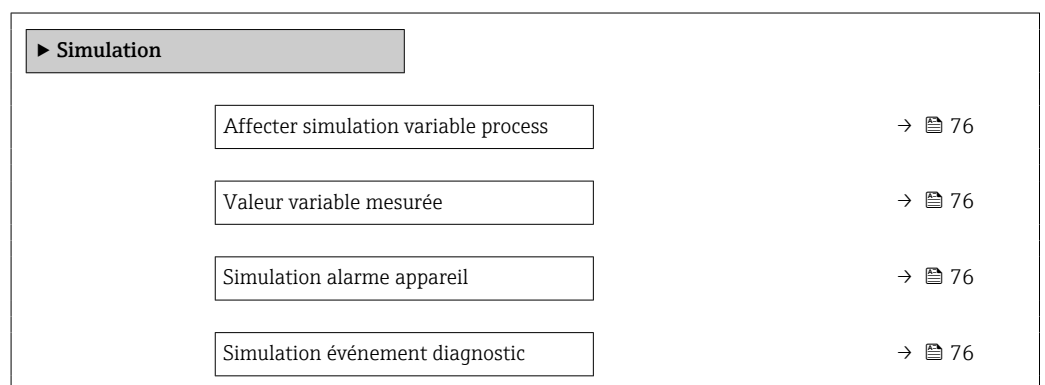 ▶ Simulation
Affecter simulation variable process → 76
Valeur variable mesurée → 76
Simulation alarme appareil → 76
Simulation événement diagnostic → 76